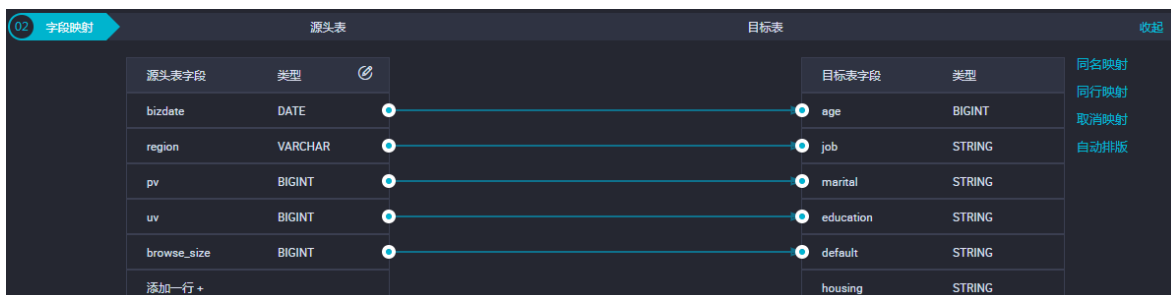 02 字段映射 源头表 目标表 收起
源头表字段 类型 目标表字段 类型 同名映射
同行映射
bizdate DATE age BIGINT 取消映射
region VARCHAR job STRING 自动排版
pv BIGINT marital STRING
uv BIGINT education STRING
browse_size BIGINT default STRING
添加一行 + housing STRING